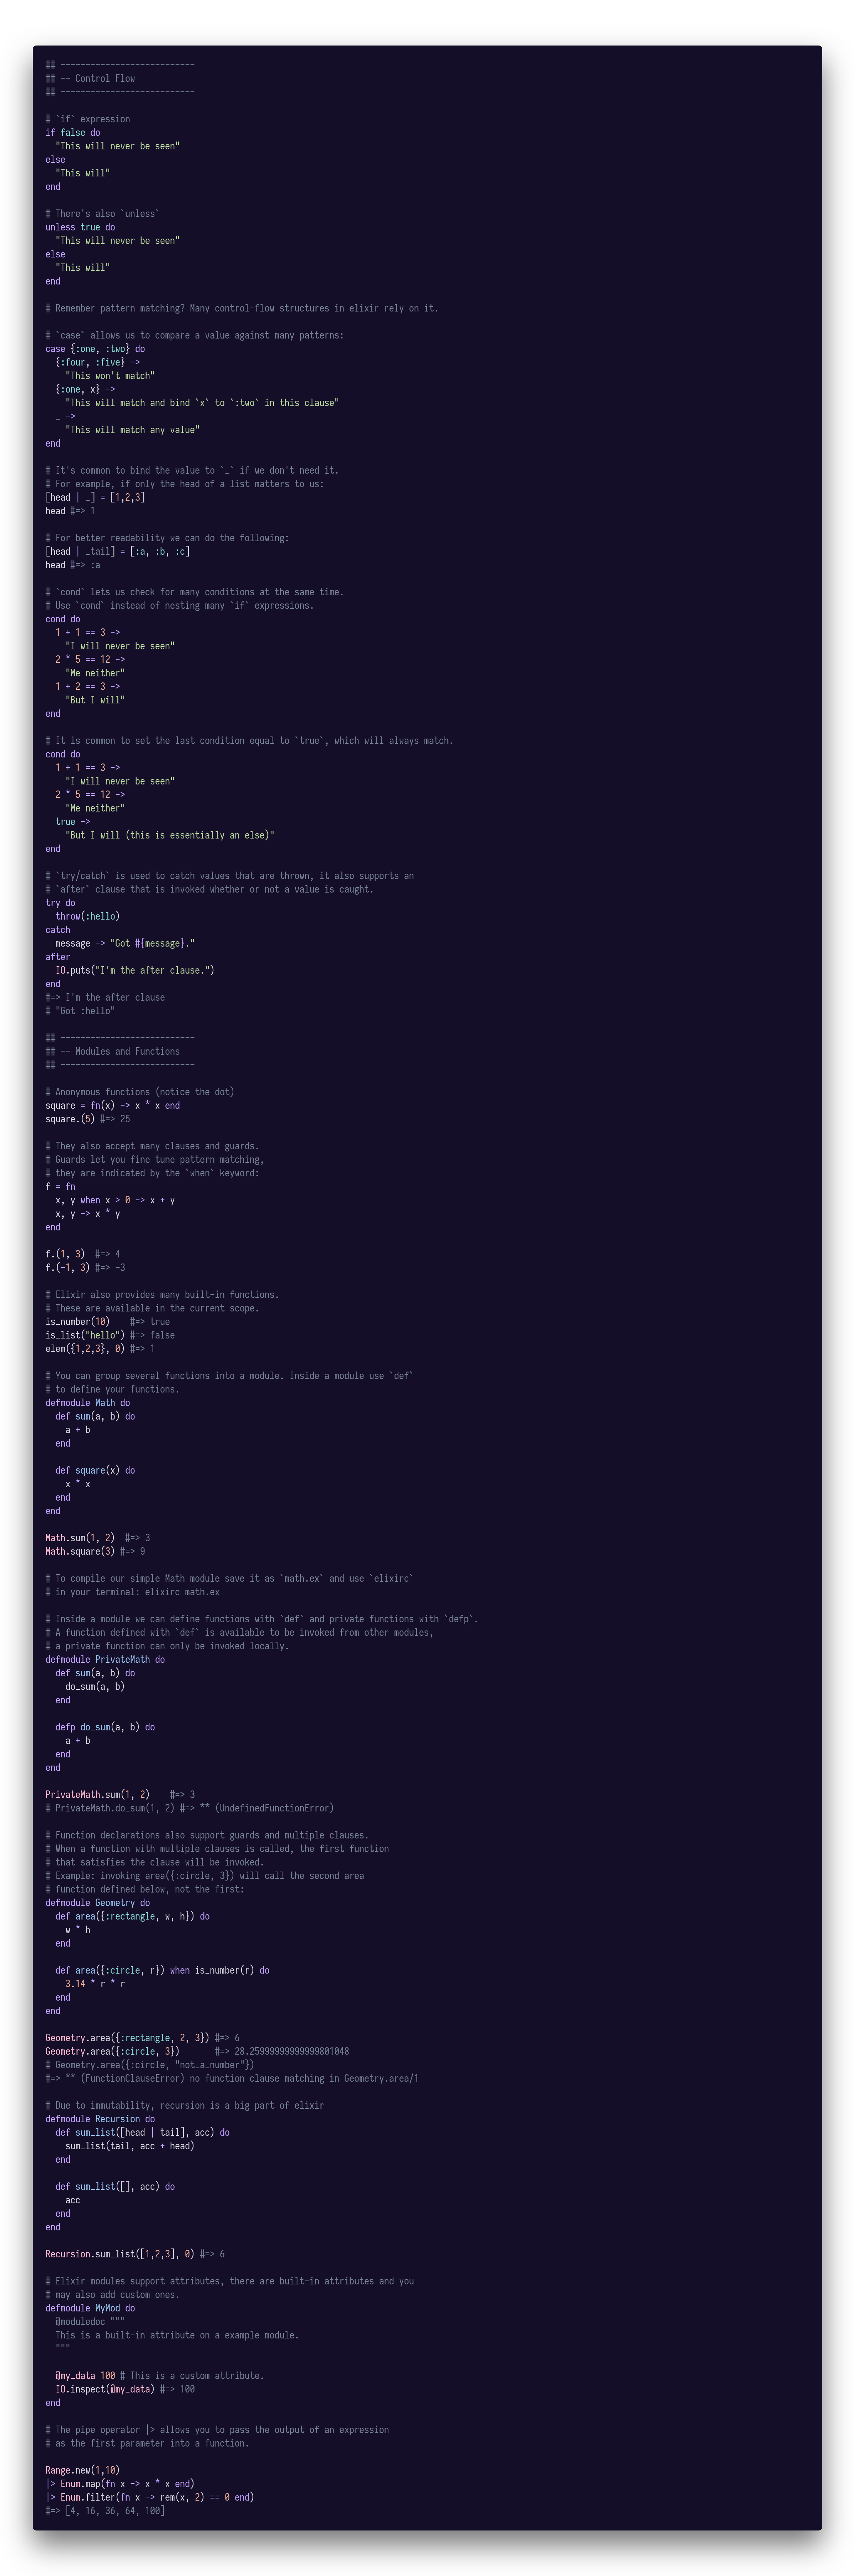 ## ---------------------------
## -- Control Flow
## ---------------------------

# `if` expression
if false do
  "This will never be seen"
else
  "This will"
end

# There's also `unless`
unless true do
  "This will never be seen"
else
  "This will"
end

# Remember pattern matching? Many control-flow structures in elixir rely on it.

# `case` allows us to compare a value against many patterns:
case {:one, :two} do
  {:four, :five} ->
    "This won't match"
  {:one, x} ->
    "This will match and bind `x` to `:two` in this clause"
  _ ->
    "This will match any value"
end

# It's common to bind the value to `_` if we don't need it.
# For example, if only the head of a list matters to us:
[head | _] = [1,2,3]
head #=> 1

# For better readability we can do the following:
[head | _tail] = [:a, :b, :c]
head #=> :a

# `cond` lets us check for many conditions at the same time.
# Use `cond` instead of nesting many `if` expressions.
cond do
  1 + 1 == 3 ->
    "I will never be seen"
  2 * 5 == 12 ->
    "Me neither"
  1 + 2 == 3 ->
    "But I will"
end

# It is common to set the last condition equal to `true`, which will always match.
cond do
  1 + 1 == 3 ->
    "I will never be seen"
  2 * 5 == 12 ->
    "Me neither"
  true ->
    "But I will (this is essentially an else)"
end

# `try/catch` is used to catch values that are thrown, it also supports an
# `after` clause that is invoked whether or not a value is caught.
try do
  throw(:hello)
catch
  message -> "Got #{message}."
after
  IO.puts("I'm the after clause.")
end
#=> I'm the after clause
# "Got :hello"

## ---------------------------
## -- Modules and Functions
## ---------------------------

# Anonymous functions (notice the dot)
square = fn(x) -> x * x end
square.(5) #=> 25

# They also accept many clauses and guards.
# Guards let you fine tune pattern matching,
# they are indicated by the `when` keyword:
f = fn
  x, y when x > 0 -> x + y
  x, y -> x * y
end

f.(1, 3)  #=> 4
f.(-1, 3) #=> -3

# Elixir also provides many built-in functions.
# These are available in the current scope.
is_number(10)    #=> true
is_list("hello") #=> false
elem({1,2,3}, 0) #=> 1

# You can group several functions into a module. Inside a module use `def`
# to define your functions.
defmodule Math do
  def sum(a, b) do
    a + b
  end

  def square(x) do
    x * x
  end
end

Math.sum(1, 2)  #=> 3
Math.square(3) #=> 9

# To compile our simple Math module save it as `math.ex` and use `elixirc`
# in your terminal: elixirc math.ex

# Inside a module we can define functions with `def` and private functions with `defp`.
# A function defined with `def` is available to be invoked from other modules,
# a private function can only be invoked locally.
defmodule PrivateMath do
  def sum(a, b) do
    do_sum(a, b)
  end

  defp do_sum(a, b) do
    a + b
  end
end

PrivateMath.sum(1, 2)    #=> 3
# PrivateMath.do_sum(1, 2) #=> ** (UndefinedFunctionError)

# Function declarations also support guards and multiple clauses.
# When a function with multiple clauses is called, the first function
# that satisfies the clause will be invoked.
# Example: invoking area({:circle, 3}) will call the second area
# function defined below, not the first:
defmodule Geometry do
  def area({:rectangle, w, h}) do
    w * h
  end

  def area({:circle, r}) when is_number(r) do
    3.14 * r * r
  end
end

Geometry.area({:rectangle, 2, 3}) #=> 6
Geometry.area({:circle, 3})       #=> 28.25999999999999801048
# Geometry.area({:circle, "not_a_number"})
#=> ** (FunctionClauseError) no function clause matching in Geometry.area/1

# Due to immutability, recursion is a big part of elixir
defmodule Recursion do
  def sum_list([head | tail], acc) do
    sum_list(tail, acc + head)
  end

  def sum_list([], acc) do
    acc
  end
end

Recursion.sum_list([1,2,3], 0) #=> 6

# Elixir modules support attributes, there are built-in attributes and you
# may also add custom ones.
defmodule MyMod do
  @moduledoc """
  This is a built-in attribute on a example module.
  """

  @my_data 100 # This is a custom attribute.
  IO.inspect(@my_data) #=> 100
end

# The pipe operator |> allows you to pass the output of an expression
# as the first parameter into a function.

Range.new(1,10)
|> Enum.map(fn x -> x * x end)
|> Enum.filter(fn x -> rem(x, 2) == 0 end)
#=> [4, 16, 36, 64, 100]